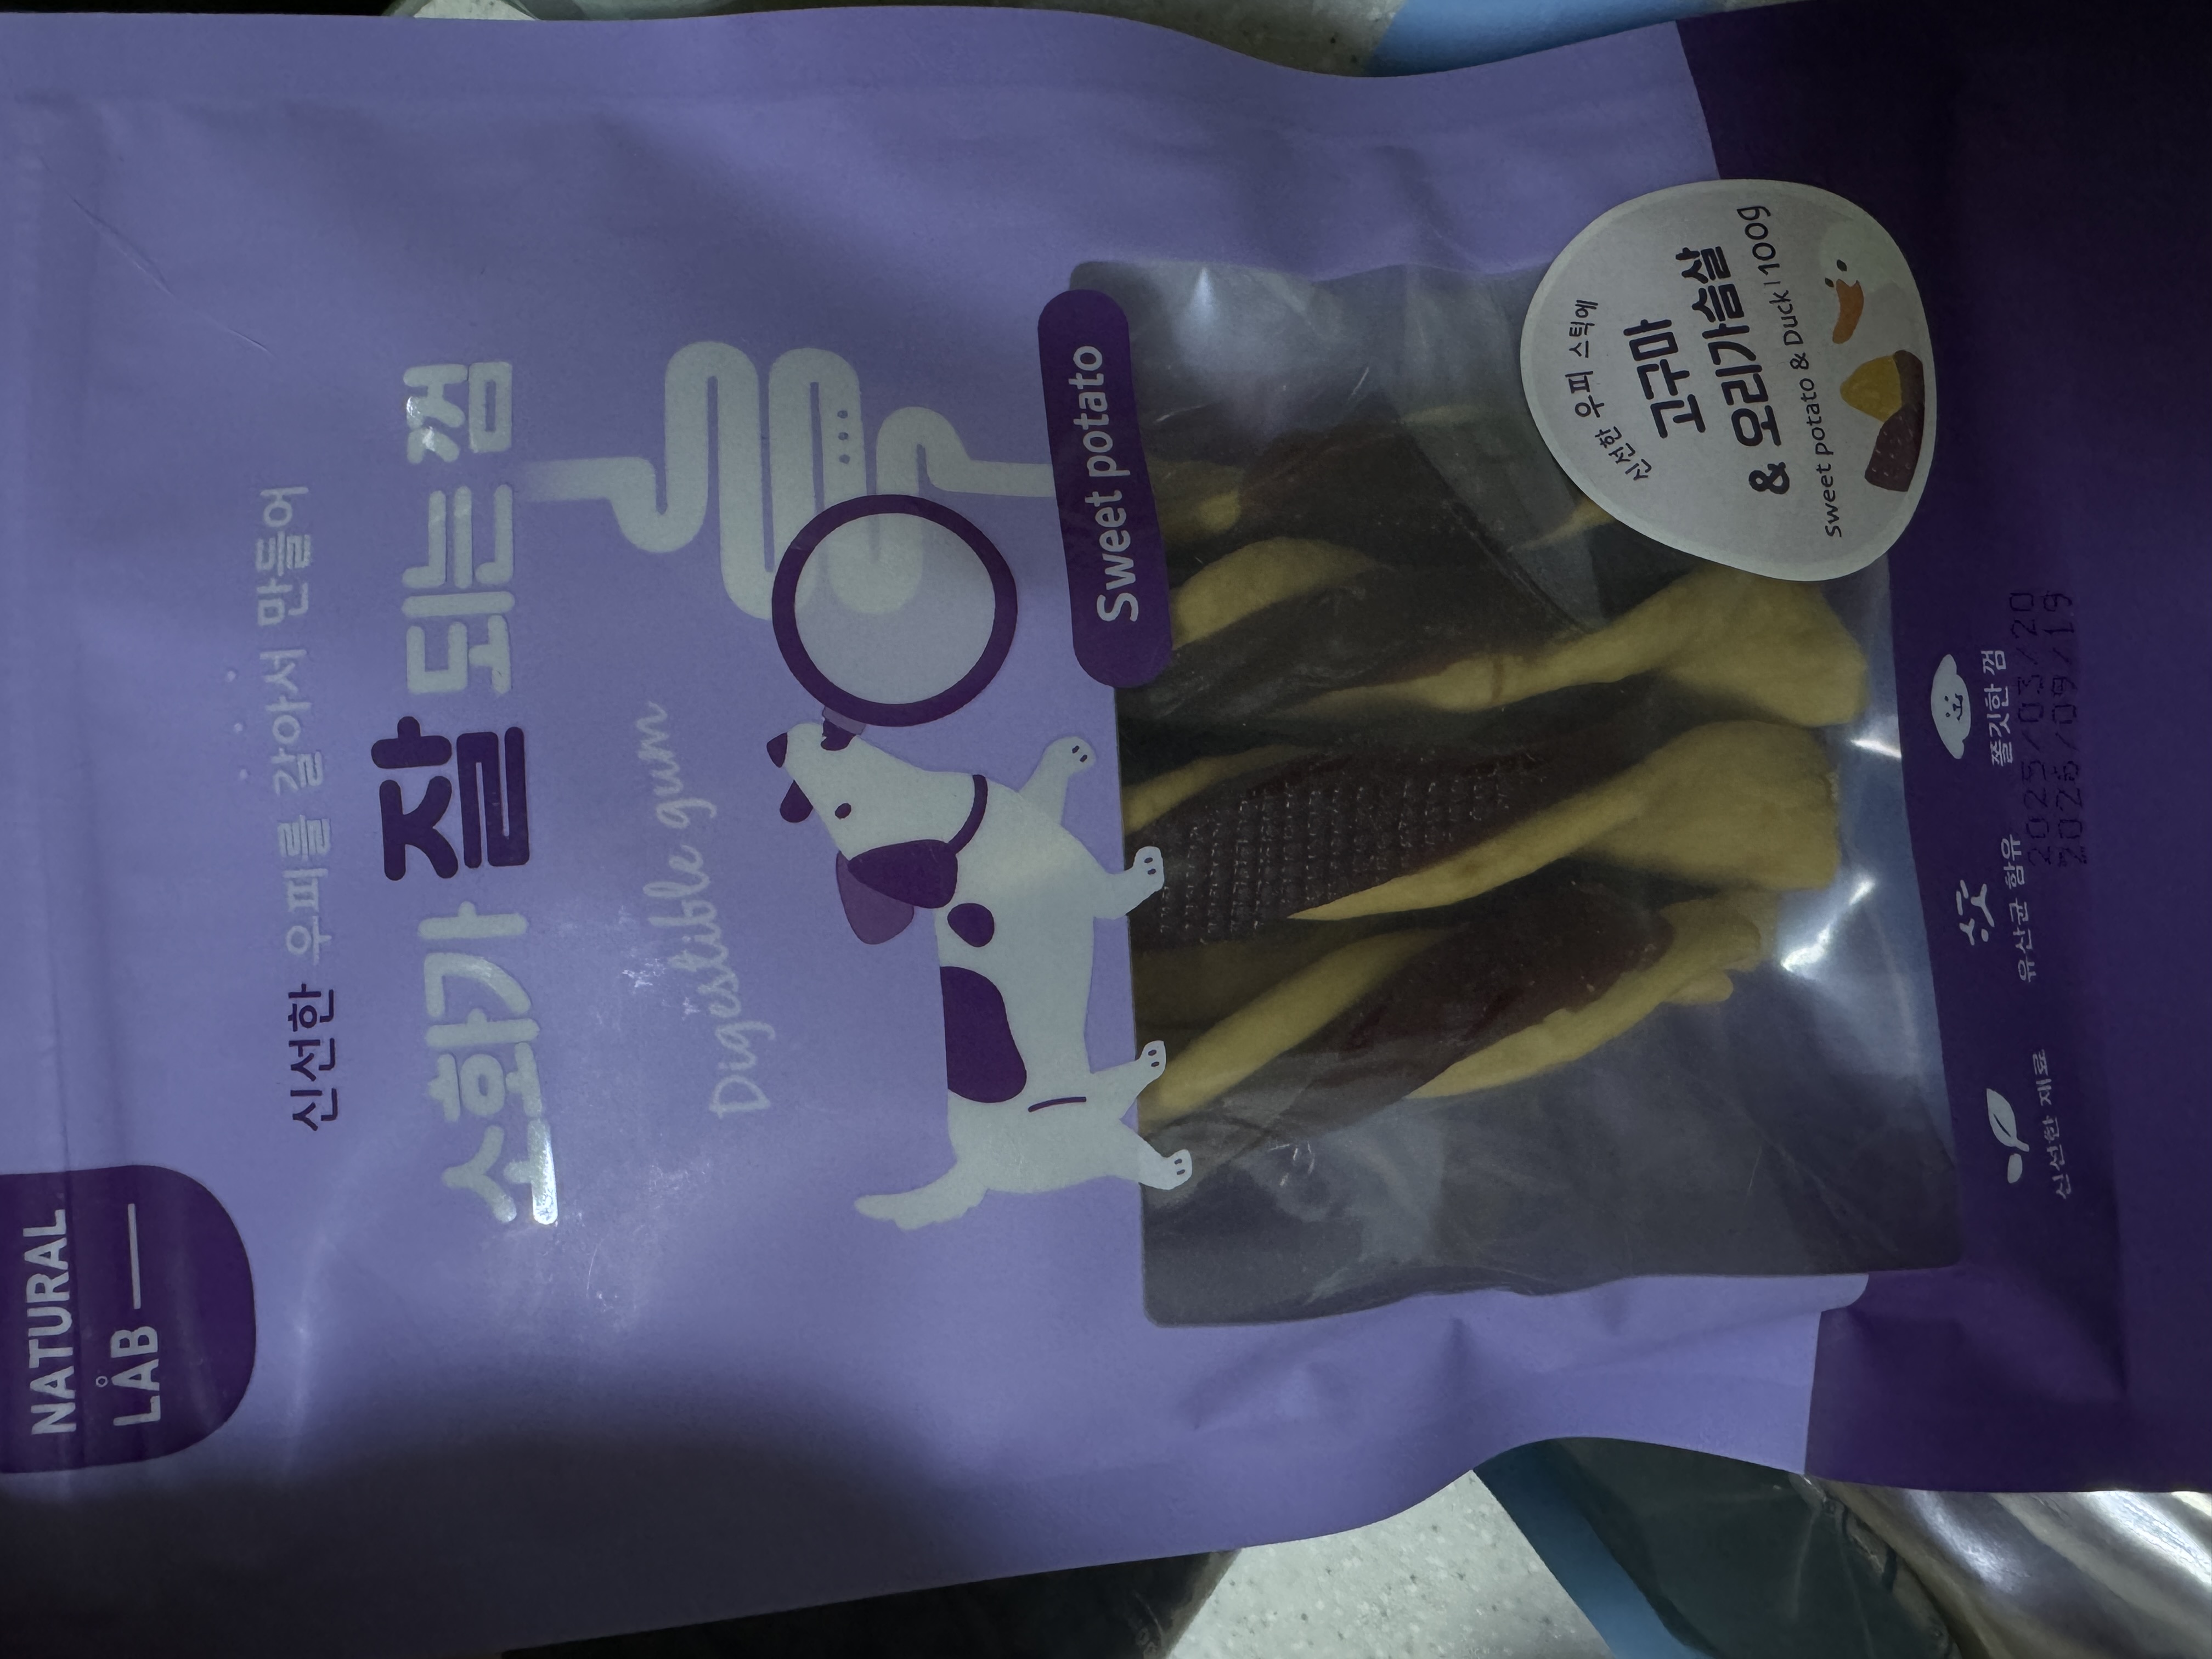 NATURAL
LAB
신선한 우피를 갈아서 만들어
소화가 잘 되는 껌
Digestible gum
Sweet potato
신선한 우피 스틱에
고구마
& 오리가슴살
sweet potato & Duck | 100g
신선한 재료
유산균 함유
쫄깃한 껌
2025/03/20
2026/09/19